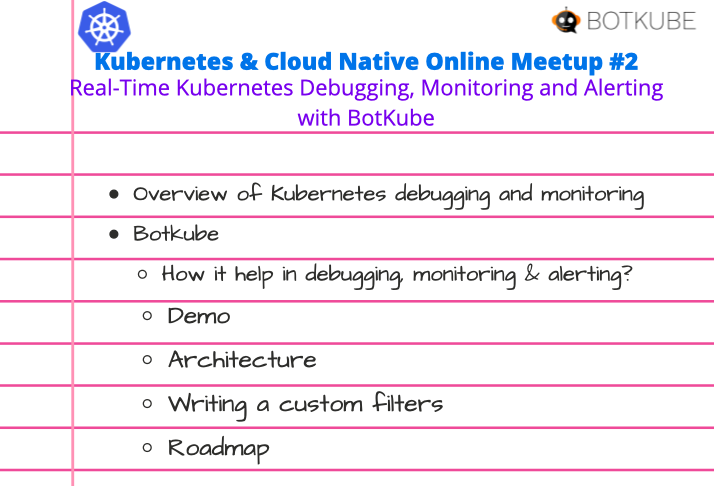 BOTKUBE
Kubernetes & Cloud Native Online Meetup #2
Real-Time Kubernetes Debugging, Monitoring and Alerting
with BotKube
• Overview of Kubernetes debugging and monitoring
• Botkube
○ How it help in debugging, monitoring & alerting?
○ Demo
○ Architecture
○ Writing a custom filters
○ Roadmap